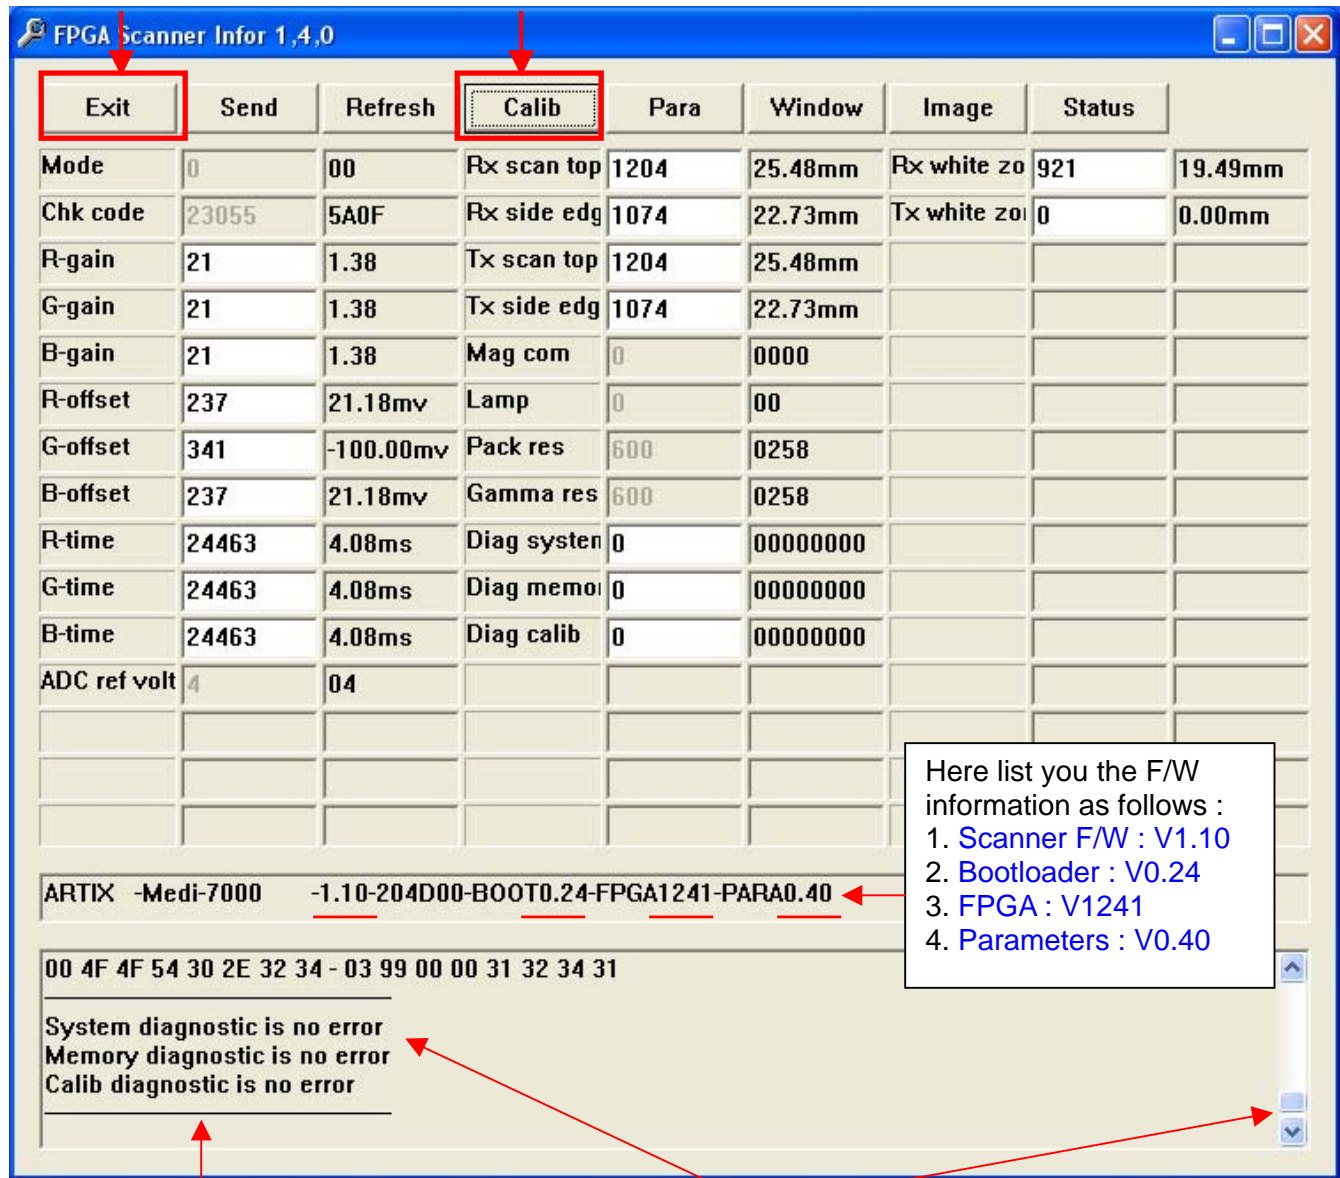 FPGA Scanner Infor 1,4,0
Exit Send Refresh Calib Para Window Image Status
Mode 0 00 Rx scan top 1204 25.48mm Rx white zo 921 19.49mm
Chk code 23055 5A0F Rx side edg 1074 22.73mm Tx white zo 0 0.00mm
R-gain 21 1.38 Tx scan top 1204 25.48mm
G-gain 21 1.38 Tx side edg 1074 22.73mm
B-gain 21 1.38 Mag com 0 0000
R-offset 237 21.18mv Lamp 0 00
G-offset 341 -100.00mv Pack res 600 0258
B-offset 237 21.18mv Gamma res 600 0258
R-time 24463 4.08ms Diag system 0 00000000
G-time 24463 4.08ms Diag memo 0 00000000
B-time 24463 4.08ms Diag calib 0 00000000
ADC ref volt 4 04
Here list you the F/W
information as follows :
1. Scanner F/W : V1.10
2. Bootloader : V0.24
3. FPGA : V1241
4. Parameters : V0.40
ARTIX -Medi-7000 -1.10-204D00-BOOT0.24-FPGA1241-PARA0.40
00 4F 4F 54 30 2E 32 34 - 03 99 00 00 31 32 34 31
System diagnostic is no error
Memory diagnostic is no error
Calib diagnostic is no error